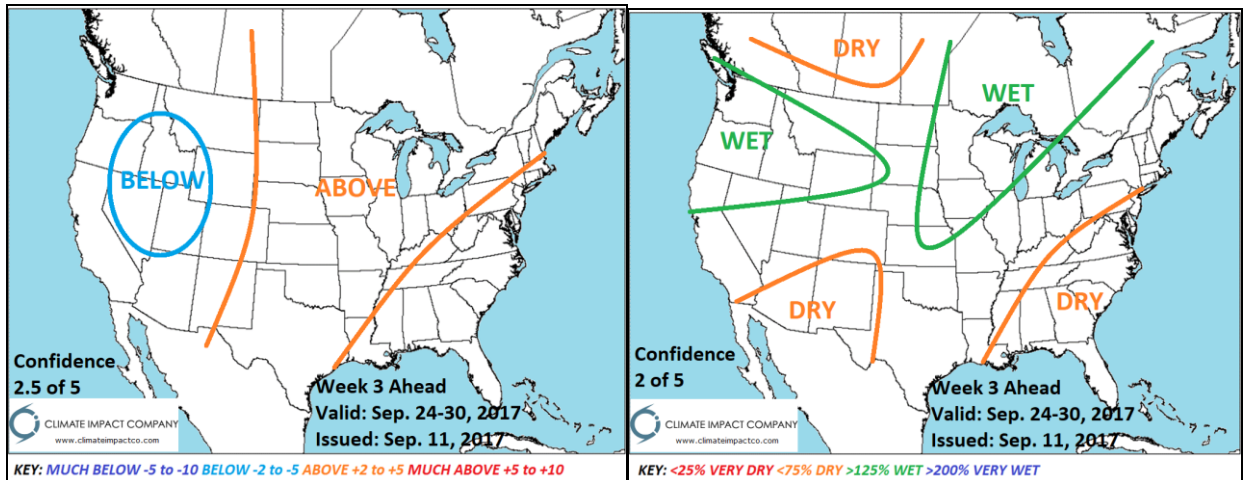 BELOW
ABOVE
Confidence
2.5 of 5
Week 3 Ahead
Valid: Sep. 24-30, 2017
Issued: Sep. 11, 2017
CLIMATE IMPACT COMPANY
www.climateimpactco.com
KEY: MUCH BELOW -5 to -10 BELOW -2 to -5 ABOVE +2 to +5 MUCH ABOVE +5 to +10
DRY
WET
WET
DRY
DRY
Confidence
2 of 5
Week 3 Ahead
Valid: Sep. 24-30, 2017
Issued: Sep. 11, 2017
CLIMATE IMPACT COMPANY
www.climateimpactco.com
KEY: <25% VERY DRY <75% DRY >125% WET >200% VERY WET